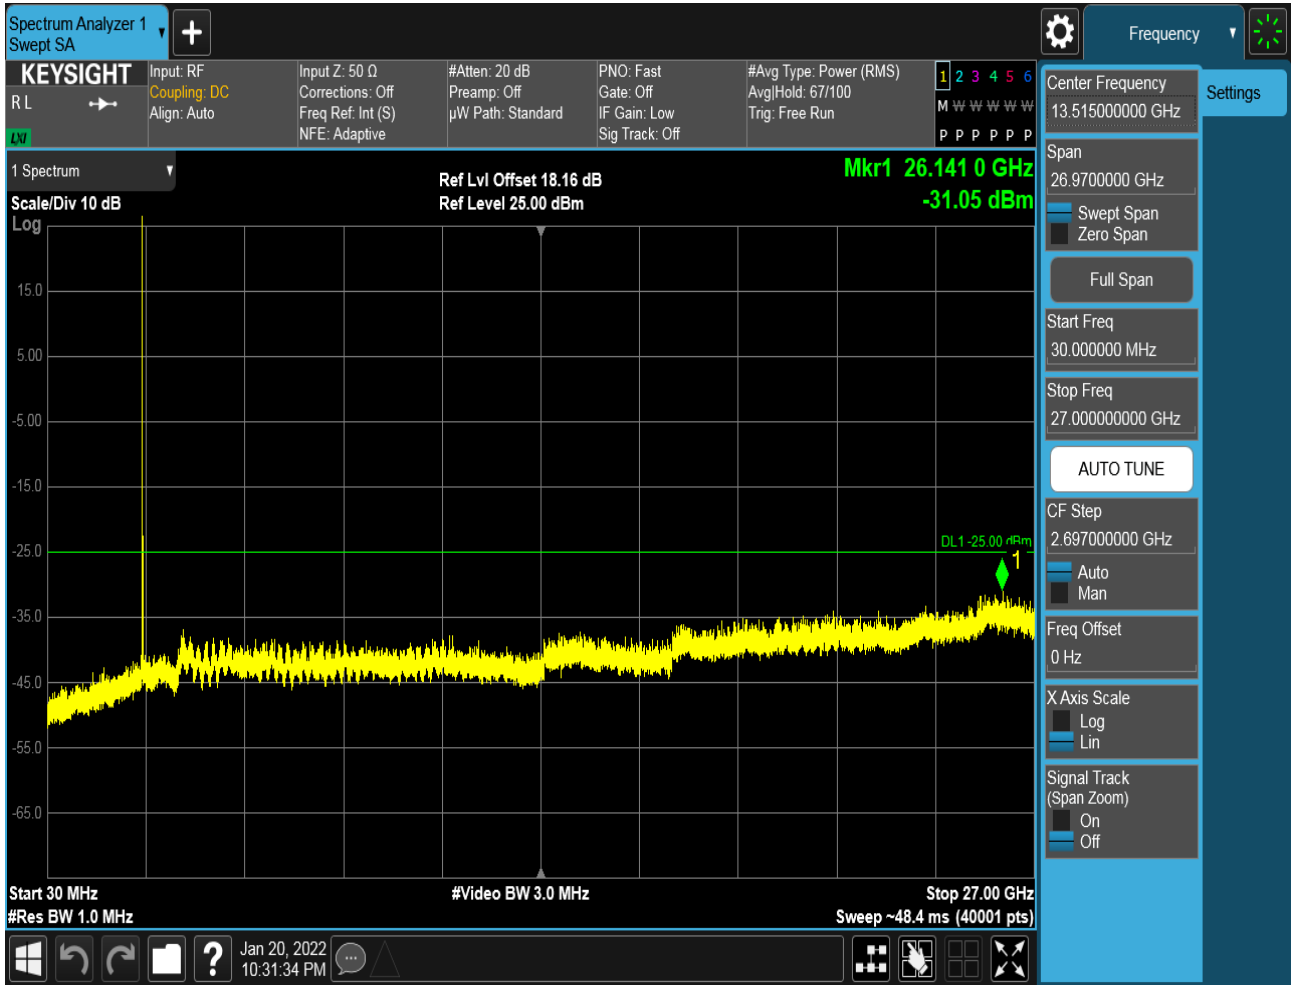 Spectrum Analyzer 1
Swept SA
Frequency
KEYSIGHT
R L
LXI
Input: RF
Coupling: DC
Align: Auto
Input Z: 50 Ω
Corrections: Off
Freq Ref: Int (S)
NFE: Adaptive
#Atten: 20 dB
Preamp: Off
µW Path: Standard
PNO: Fast
Gate: Off
IF Gain: Low
Sig Track: Off
#Avg Type: Power (RMS)
Avg|Hold: 67/100
Trig: Free Run
1 2 3 4 5 6
M W W W W W
P P P P P P
1 Spectrum
Scale/Div 10 dB
Log
Ref Lvl Offset 18.16 dB
Ref Level 25.00 dBm
Mkr1 26.141 0 GHz
-31.05 dBm
15.0
5.00
-5.00
-15.0
-25.0
-35.0
-45.0
-55.0
-65.0
DL1 -25.00 dBm
1
Start 30 MHz
#Res BW 1.0 MHz
#Video BW 3.0 MHz
Stop 27.00 GHz
Sweep ~48.4 ms (40001 pts)
Jan 20, 2022
10:31:34 PM
Center Frequency
13.515000000 GHz
Settings
Span
26.9700000 GHz
Swept Span
Zero Span
Full Span
Start Freq
30.000000 MHz
Stop Freq
27.000000000 GHz
AUTO TUNE
CF Step
2.697000000 GHz
Auto
Man
Freq Offset
0 Hz
X Axis Scale
Log
Lin
Signal Track
(Span Zoom)
On
Off